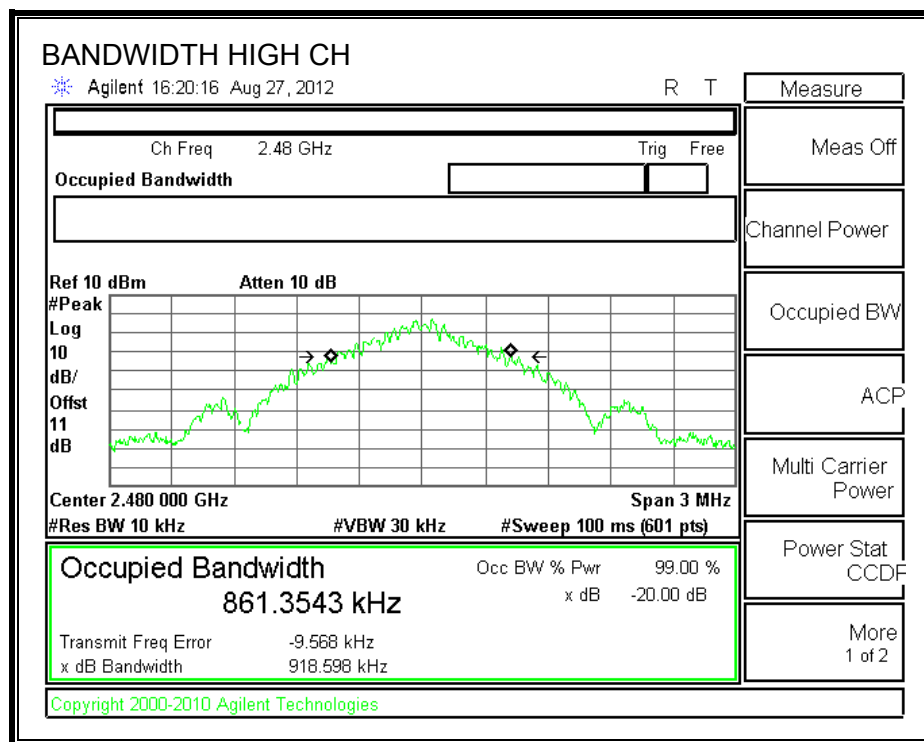 BANDWIDTH HIGH CH
Agilent 16:20:16 Aug 27, 2012 R T
Measure
Ch Freq 2.48 GHz Trig Free
Meas Off
Occupied Bandwidth
Channel Power
Ref 10 dBm Atten 10 dB
#Peak
Log
10
dB/
Offst
11
dB
Occupied BW
ACP
Multi Carrier
Power
Center 2.480 000 GHz Span 3 MHz
#Res BW 10 kHz #VBW 30 kHz #Sweep 100 ms (601 pts)
Power Stat
CCDF
Occupied Bandwidth Occ BW % Pwr 99.00 %
861.3543 kHz x dB -20.00 dB
Transmit Freq Error -9.568 kHz
x dB Bandwidth 918.598 kHz
More
1 of 2
Copyright 2000-2010 Agilent Technologies